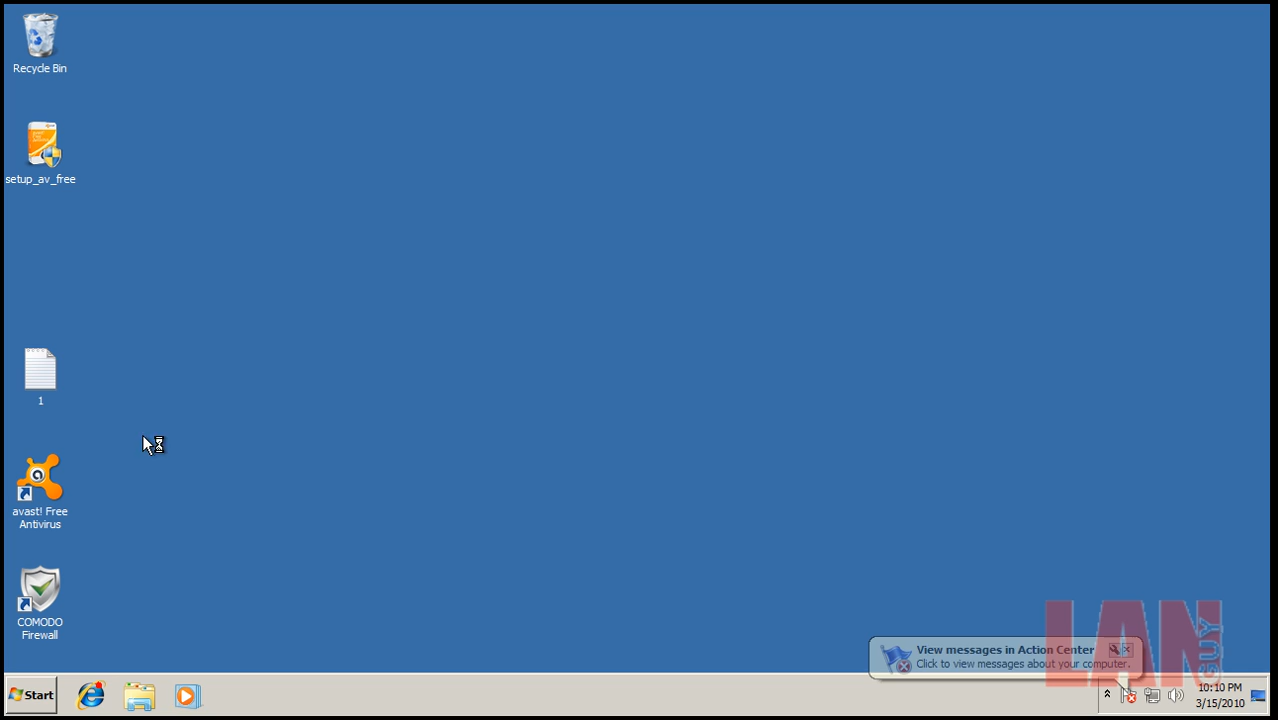 Recycle Bin
setup_av_free
1
avast! Free
Antivirus
COMODO
Firewall
View messages in Action Center
Click to view messages about your computer.
LAN
GUY
Start
10:10 PM
3/15/2010